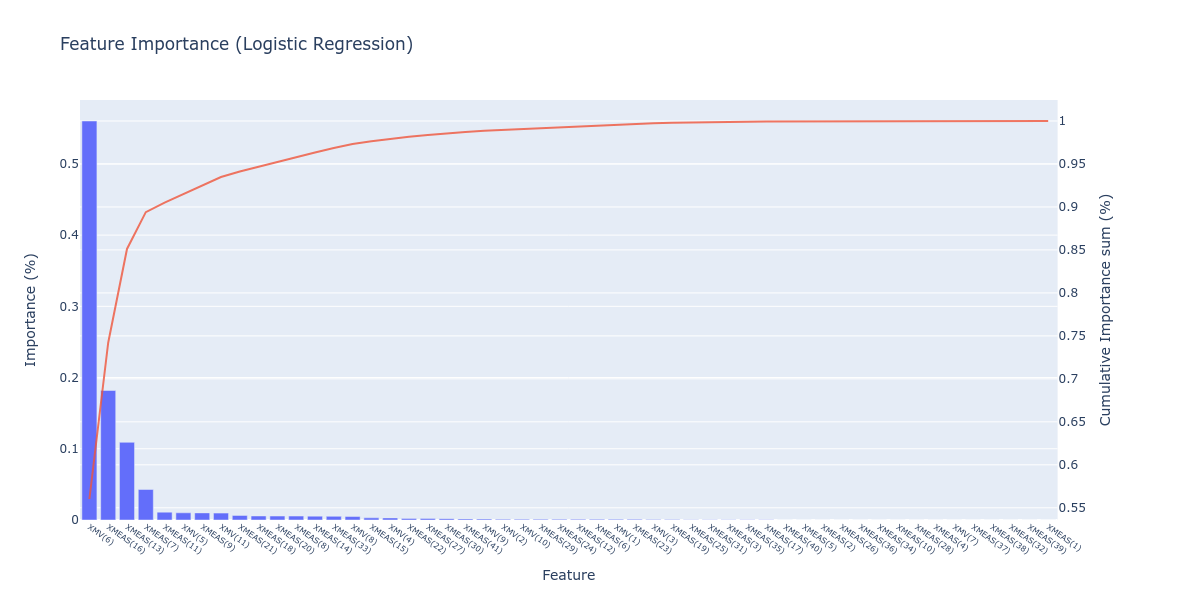 Feature Importance (Logistic Regression)
Importance (%)
0.5
0.4
0.3
0.2
0.1
0
1
0.95
0.9
0.85
0.8
0.75
0.7
0.65
0.6
0.55
Cumulative Importance sum (%)
XMV(6)
XMEAS(16)
XMEAS(13)
XMEAS(7)
XMEAS(11)
XMV(5)
XMEAS(9)
XMV(11)
XMEAS(21)
XMEAS(18)
XMEAS(20)
XMEAS(8)
XMEAS(14)
XMEAS(33)
XMV(8)
XMEAS(15)
XMV(4)
XMEAS(22)
XMEAS(27)
XMEAS(30)
XMEAS(41)
XMV(9)
XMV(2)
XMV(10)
XMEAS(29)
XMEAS(24)
XMEAS(12)
XMEAS(6)
XMV(1)
XMEAS(23)
XMV(3)
XMEAS(19)
XMEAS(25)
XMEAS(31)
XMEAS(3)
XMEAS(35)
XMEAS(17)
XMEAS(40)
XMEAS(5)
XMEAS(2)
XMEAS(26)
XMEAS(36)
XMEAS(34)
XMEAS(10)
XMEAS(28)
XMEAS(4)
XMV(7)
XMEAS(37)
XMEAS(38)
XMEAS(32)
XMEAS(39)
XMEAS(1)
Feature